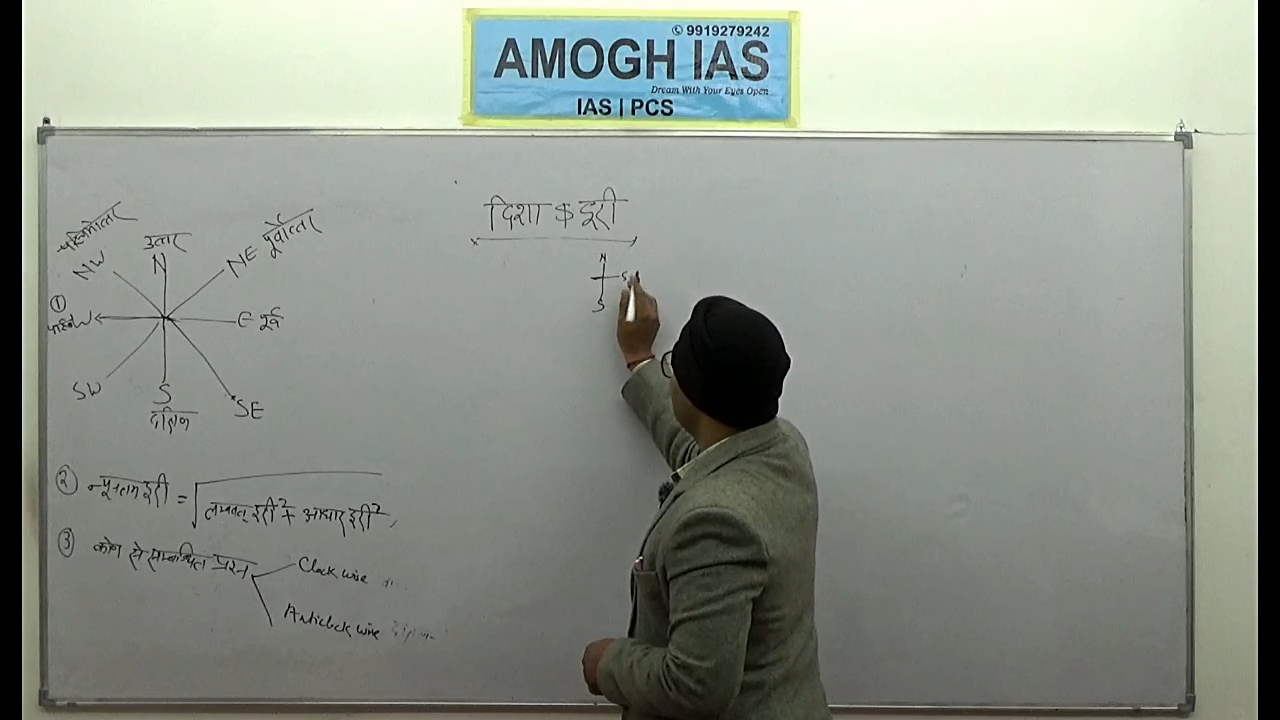 9919279242
AMOGH IAS
Dream With Your Eyes Open
IAS | PCS
दिशा
दूरी
N
S
NW
उत्तर
N
NE
पूर्वोत्तर
①
W
E पूर्व
SW
S
SE
② न्यूनतम दूरी = √ लम्बवत् दूरी² + आधार दूरी²
③ कोण से सम्बन्धित प्रश्न
Clock wise
Anticlock wise